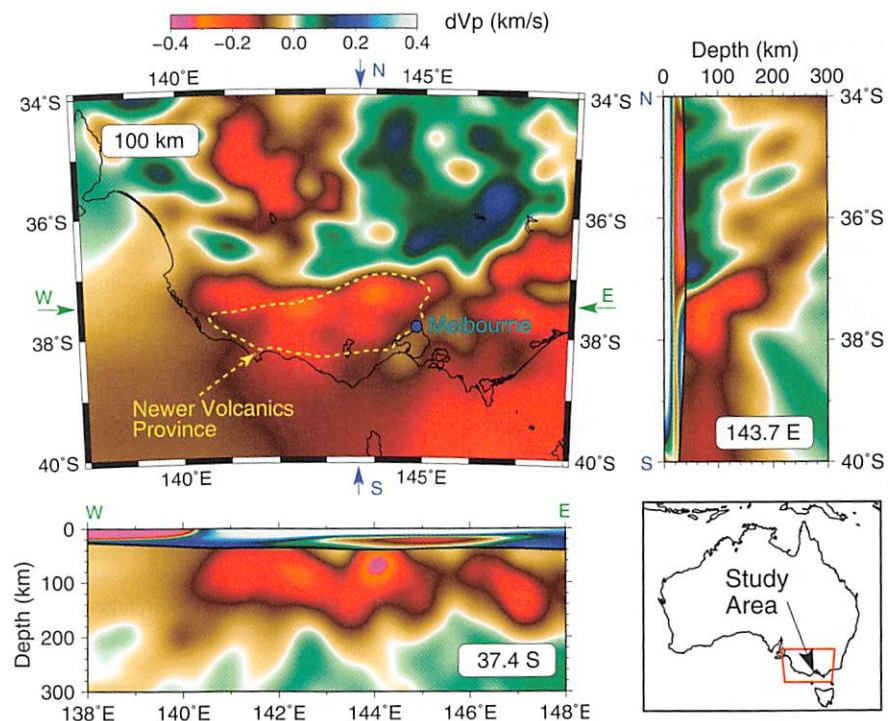 dVp (km/s)
−0.4 −0.2 0.0 0.2 0.4
140°E N 145°E
34°S 34°S
100 km
36°S 36°S
W E
Melbourne
38°S 38°S
Newer Volcanics
Province
40°S 40°S
140°E S 145°E
Depth (km)
0 100 200 300
N 34°S
36°S
38°S
143.7 E
S 40°S
W E
0
100
200
300
Depth (km)
37.4 S
138°E 140°E 142°E 144°E 146°E 148°E
Study
Area